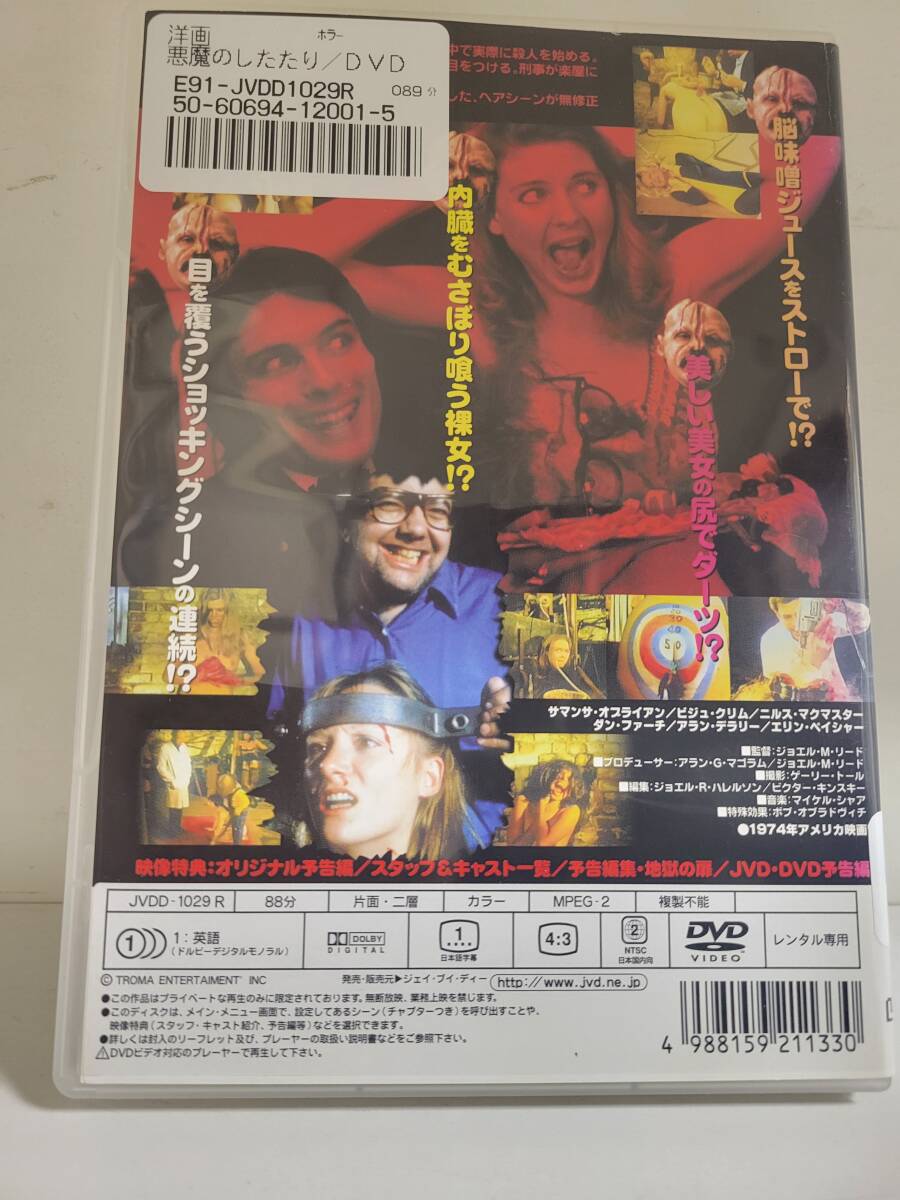 洋画
ホラー
悪魔のしたたり／DVD
E91-JVDD1029R
089分
50-60694-12001-5
中で実際に殺人を始める。
目をつける。刑事が楽屋に
した、ヘアシーンが無修正
脳味噌ジュースをストローで!?
内臓をむさぼり喰う裸女!?
美しい美女の尻でダーツ!?
目を覆うショッキングシーンの連続!?
50
サマンサ・オブライアン／ビジュ・クリム／ニルス・マクマスター
ダン・ファーチ／アラン・デラリー／エリン・ペイシャー
■監督：ジョエル・M・リード
■プロデューサー：アラン・G・マゴラム／ジョエル・M・リード
■撮影：ゲーリー・トール
■編集：ジョエル・R・ハレルソン／ビクター・キンスキー
■音楽：マイケル・シャア
■特殊効果：ボブ・オブラドヴィチ
●1974年アメリカ映画
映像特典：オリジナル予告編／スタッフ&キャスト一覧／予告編集・地獄の扉／JVD・DVD予告編
JVDD-1029 R
88分
片面・二層
カラー
MPEG-2
複製不能
1
1：英語
（ドルビーデジタルモノラル）
DOLBY
DIGITAL
1
日本語字幕
4:3
2
NTSC
日本国内向
DVD
VIDEO
レンタル専用
© TROMA ENTERTAIMENT INC
発売・販売元▶ジェイ・ブイ・ディー
http://www.jvd.ne.jp
●この作品はプライベートな再生のみに限定されております。無断放映、業務上映を禁じます。
●このディスクは、メイン・メニュー画面で、設定してあるシーン（チャプターつき）を呼び出すことや、
映像特典（スタッフ・キャスト紹介、予告編等）などを選択できます。
●詳しくは封入のリーフレット及び、プレーヤーの取扱い説明書などをご参照下さい。
⚠DVDビデオ対応のプレーヤーで再生して下さい。
4 988159 211330